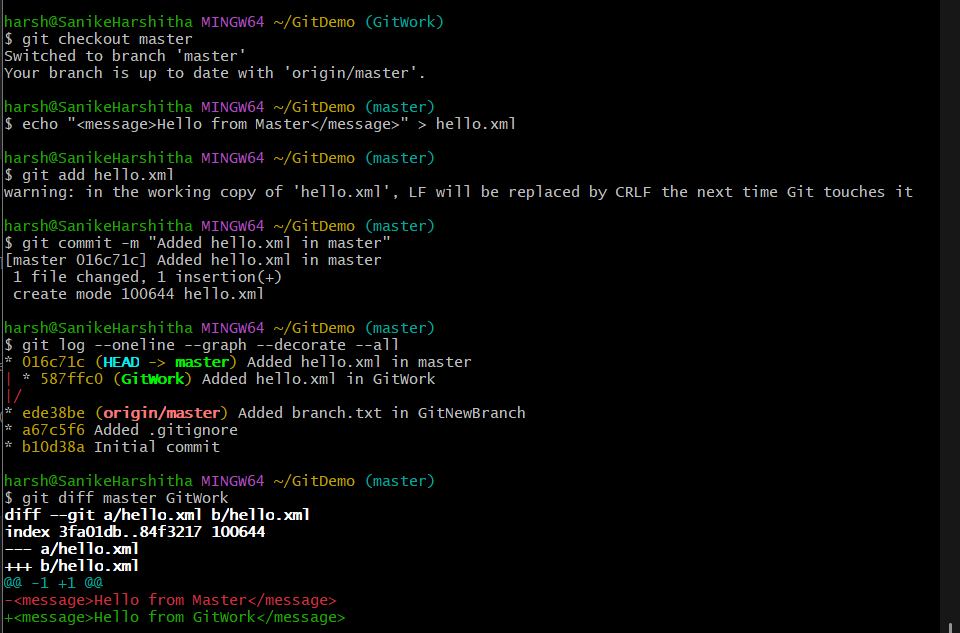 harsh@SanikeHarshitha MINGW64 ~/GitDemo (GitWork)
$ git checkout master
Switched to branch 'master'
Your branch is up to date with 'origin/master'.
harsh@SanikeHarshitha MINGW64 ~/GitDemo (master)
$ echo "<message>Hello from Master</message>" > hello.xml
harsh@SanikeHarshitha MINGW64 ~/GitDemo (master)
$ git add hello.xml
warning: in the working copy of 'hello.xml', LF will be replaced by CRLF the next time Git touches it
harsh@SanikeHarshitha MINGW64 ~/GitDemo (master)
$ git commit -m "Added hello.xml in master"
[master 016c71c] Added hello.xml in master
 1 file changed, 1 insertion(+)
 create mode 100644 hello.xml
harsh@SanikeHarshitha MINGW64 ~/GitDemo (master)
$ git log --oneline --graph --decorate --all
* 016c71c (HEAD -> master) Added hello.xml in master
| * 587ffc0 (GitWork) Added hello.xml in GitWork
|/
* ede38be (origin/master) Added branch.txt in GitNewBranch
* a67c5f6 Added .gitignore
* b10d38a Initial commit
harsh@SanikeHarshitha MINGW64 ~/GitDemo (master)
$ git diff master GitWork
diff --git a/hello.xml b/hello.xml
index 3fa01db..84f3217 100644
--- a/hello.xml
+++ b/hello.xml
@@ -1 +1 @@
-<message>Hello from Master</message>
+<message>Hello from GitWork</message>